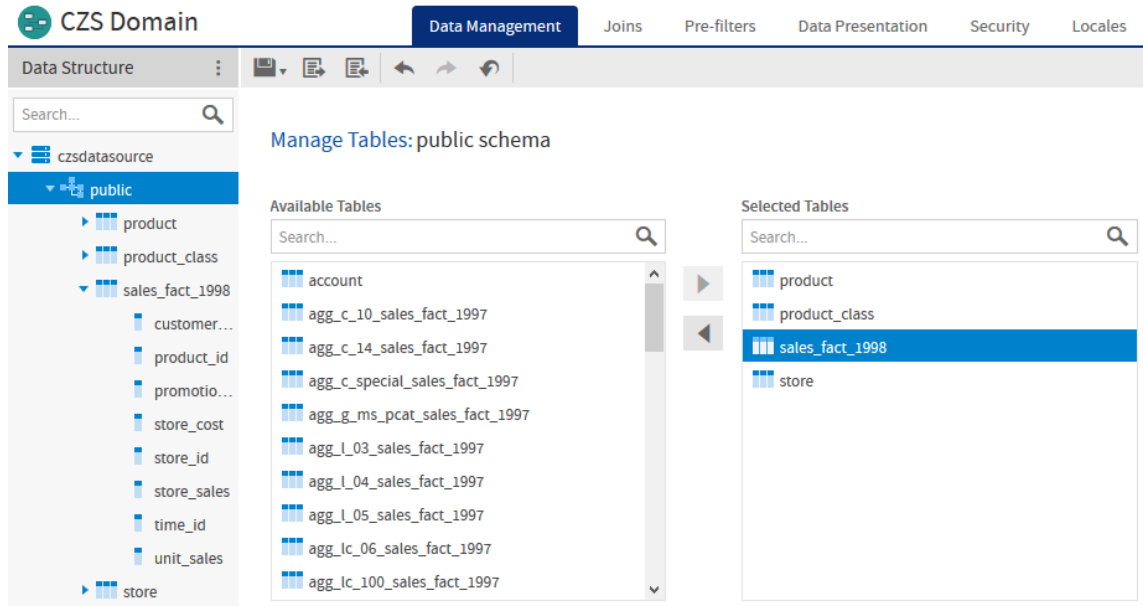 CZS Domain
Data Management Joins Pre-filters Data Presentation Security Locales
Data Structure
Search...
czsdatasource
public
product
product_class
sales_fact_1998
customer...
product_id
promotio...
store_cost
store_id
store_sales
time_id
unit_sales
store
Manage Tables: public schema
Available Tables
Search...
account
agg_c_10_sales_fact_1997
agg_c_14_sales_fact_1997
agg_c_special_sales_fact_1997
agg_g_ms_pcat_sales_fact_1997
agg_l_03_sales_fact_1997
agg_l_04_sales_fact_1997
agg_l_05_sales_fact_1997
agg_lc_06_sales_fact_1997
agg_lc_100_sales_fact_1997
Selected Tables
Search...
product
product_class
sales_fact_1998
store